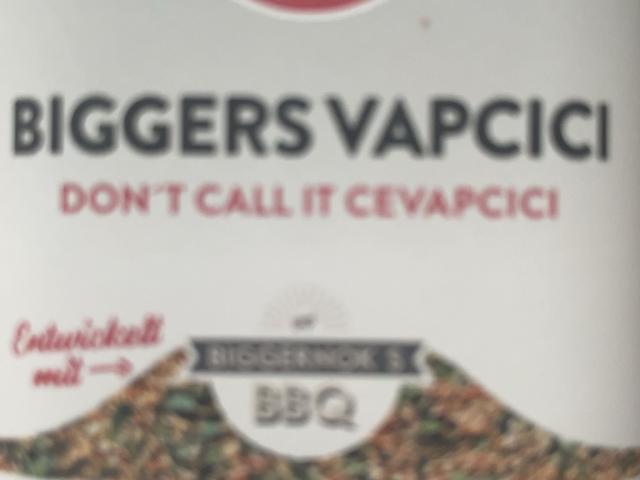 BIGGERS VAPCICI
DON´T CALL IT CEVAPCICI
Entwickelt
mit
BBQ